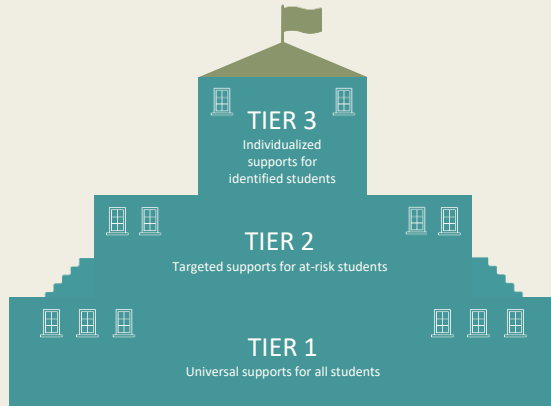 TIER 3
Individualized
supports for
identified students
TIER 2
Targeted supports for at-risk students
TIER 1
Universal supports for all students